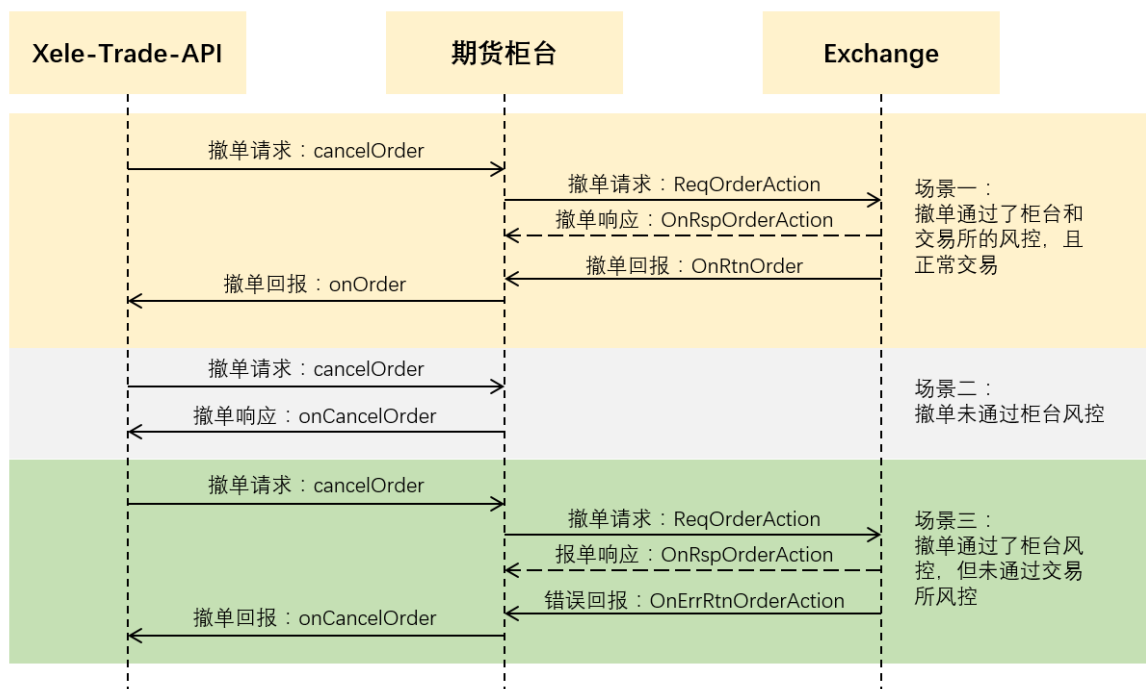 Xele-Trade-API
期货柜台
Exchange
撤单请求：cancelOrder
撤单请求：ReqOrderAction
撤单响应：OnRspOrderAction
撤单回报：OnRtnOrder
撤单回报：onOrder
场景一：
撤单通过了柜台和
交易所的风控，且
正常交易
撤单请求：cancelOrder
撤单响应：onCancelOrder
场景二：
撤单未通过柜台风控
撤单请求：cancelOrder
撤单请求：ReqOrderAction
报单响应：OnRspOrderAction
错误回报：OnErrRtnOrderAction
撤单回报：onCancelOrder
场景三：
撤单通过了柜台风
控，但未通过交易
所风控